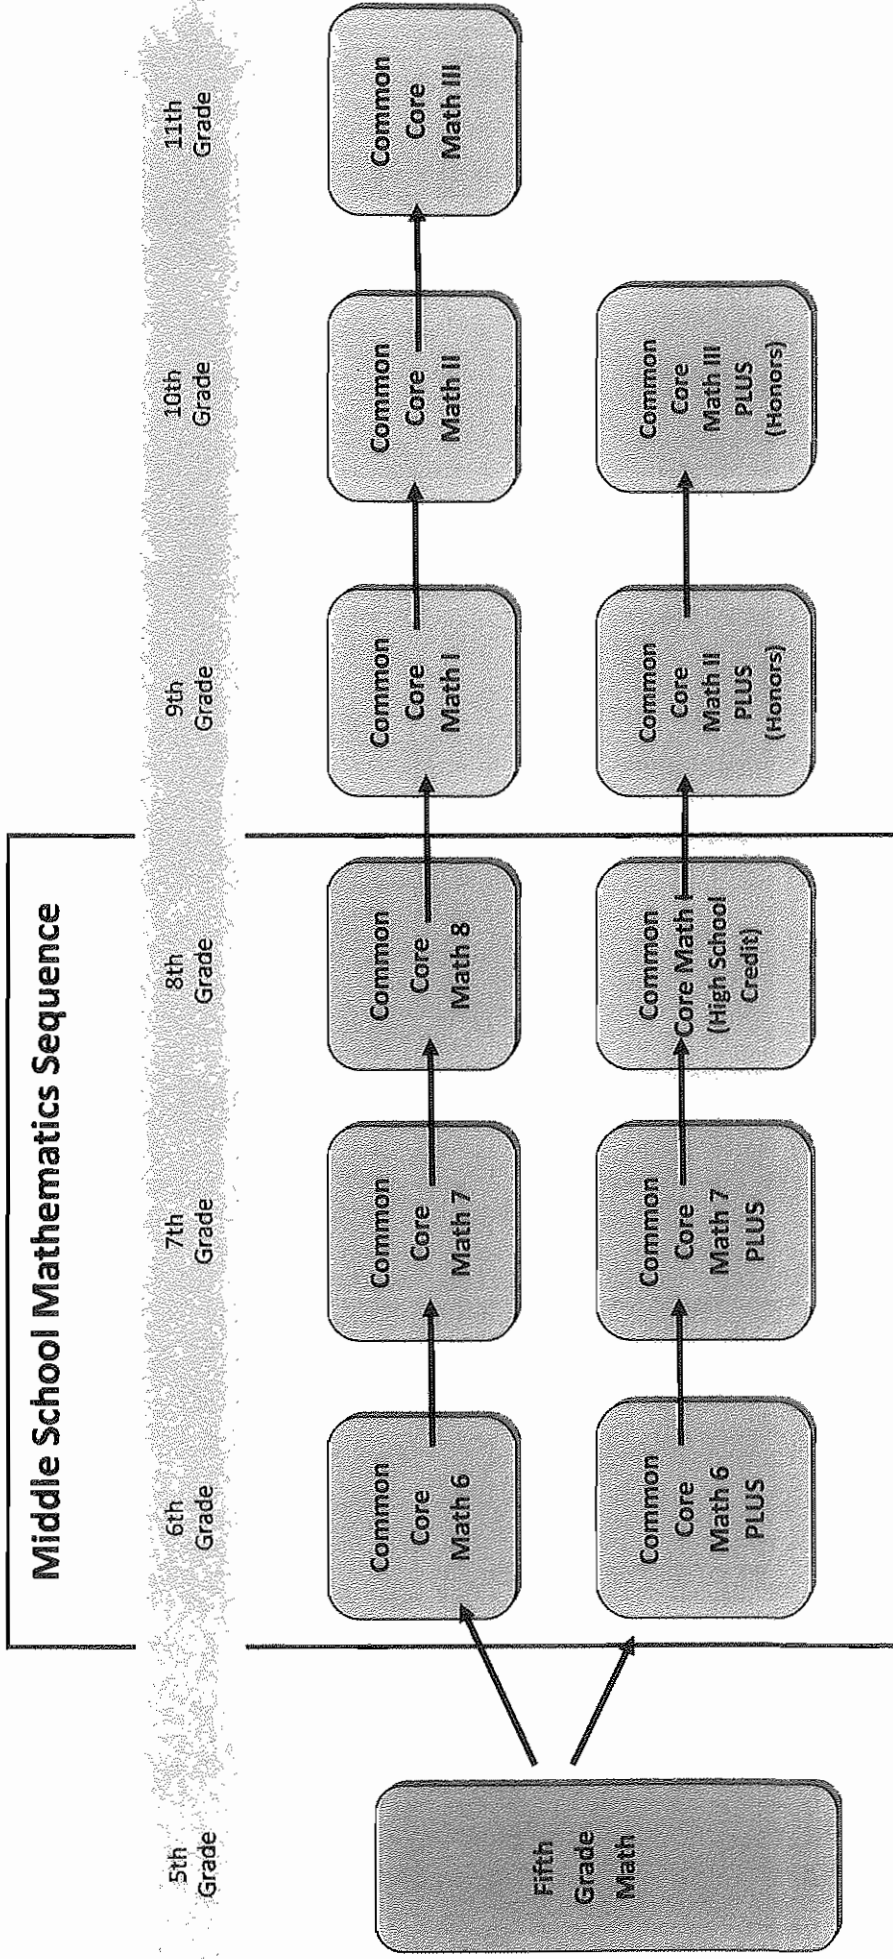 Middle School Mathematics Sequence
5th
Grade
6th
Grade
7th
Grade
8th
Grade
9th
Grade
10th
Grade
11th
Grade
Fifth
Grade
Math
Common
Core
Math 6
Common
Core
Math 7
Common
Core
Math 8
Common
Core
Math I
Common
Core
Math II
Common
Core
Math III
Common
Core
Math 6
PLUS
Common
Core
Math 7
PLUS
Common
Core Math I
(High School
Credit)
Common
Core
Math II
PLUS
(Honors)
Common
Core
Math III
PLUS
(Honors)